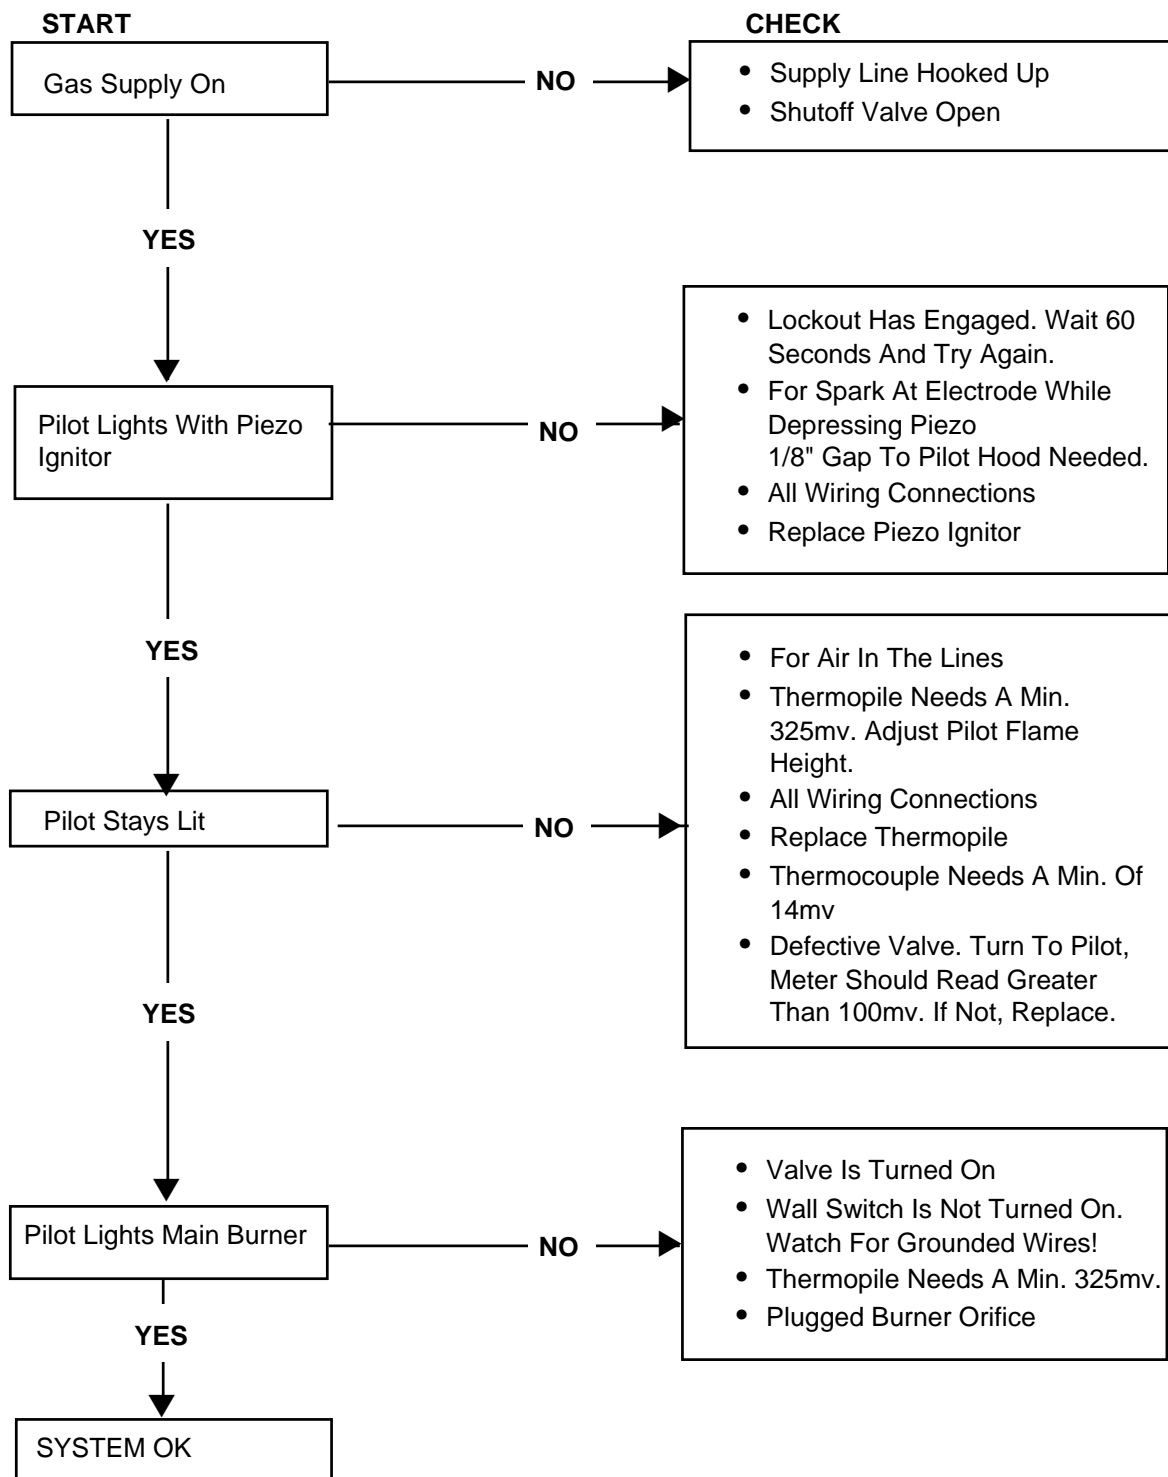 START
CHECK
Gas Supply On
NO
• Supply Line Hooked Up
• Shutoff Valve Open
YES
Pilot Lights With Piezo
Ignitor
NO
• Lockout Has Engaged. Wait 60
Seconds And Try Again.
• For Spark At Electrode While
Depressing Piezo
1/8" Gap To Pilot Hood Needed.
• All Wiring Connections
• Replace Piezo Ignitor
YES
Pilot Stays Lit
NO
• For Air In The Lines
• Thermopile Needs A Min.
325mv. Adjust Pilot Flame
Height.
• All Wiring Connections
• Replace Thermopile
• Thermocouple Needs A Min. Of
14mv
• Defective Valve. Turn To Pilot,
Meter Should Read Greater
Than 100mv. If Not, Replace.
YES
Pilot Lights Main Burner
NO
• Valve Is Turned On
• Wall Switch Is Not Turned On.
Watch For Grounded Wires!
• Thermopile Needs A Min. 325mv.
• Plugged Burner Orifice
YES
SYSTEM OK